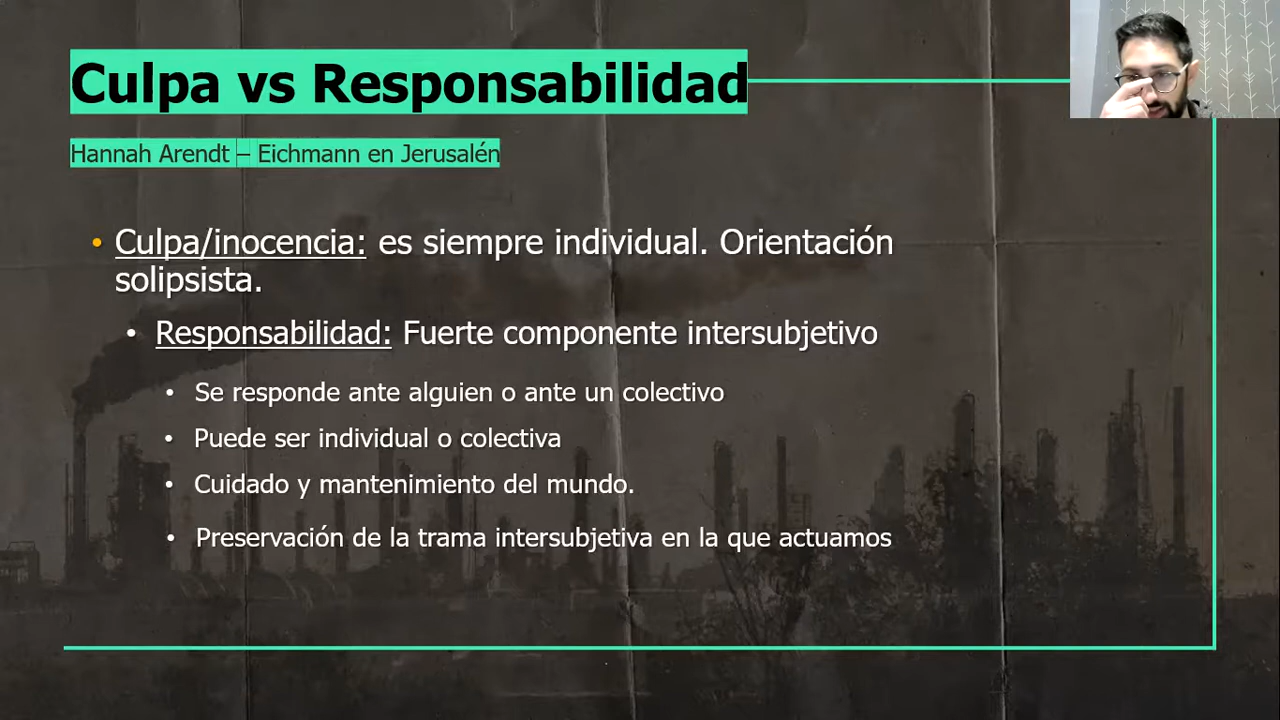 Culpa vs Responsabilidad
Hannah Arendt – Eichmann en Jerusalén
• Culpa/inocencia: es siempre individual. Orientación
solipsista.
• Responsabilidad: Fuerte componente intersubjetivo
• Se responde ante alguien o ante un colectivo
• Puede ser individual o colectiva
• Cuidado y mantenimiento del mundo.
• Preservación de la trama intersubjetiva en la que actuamos